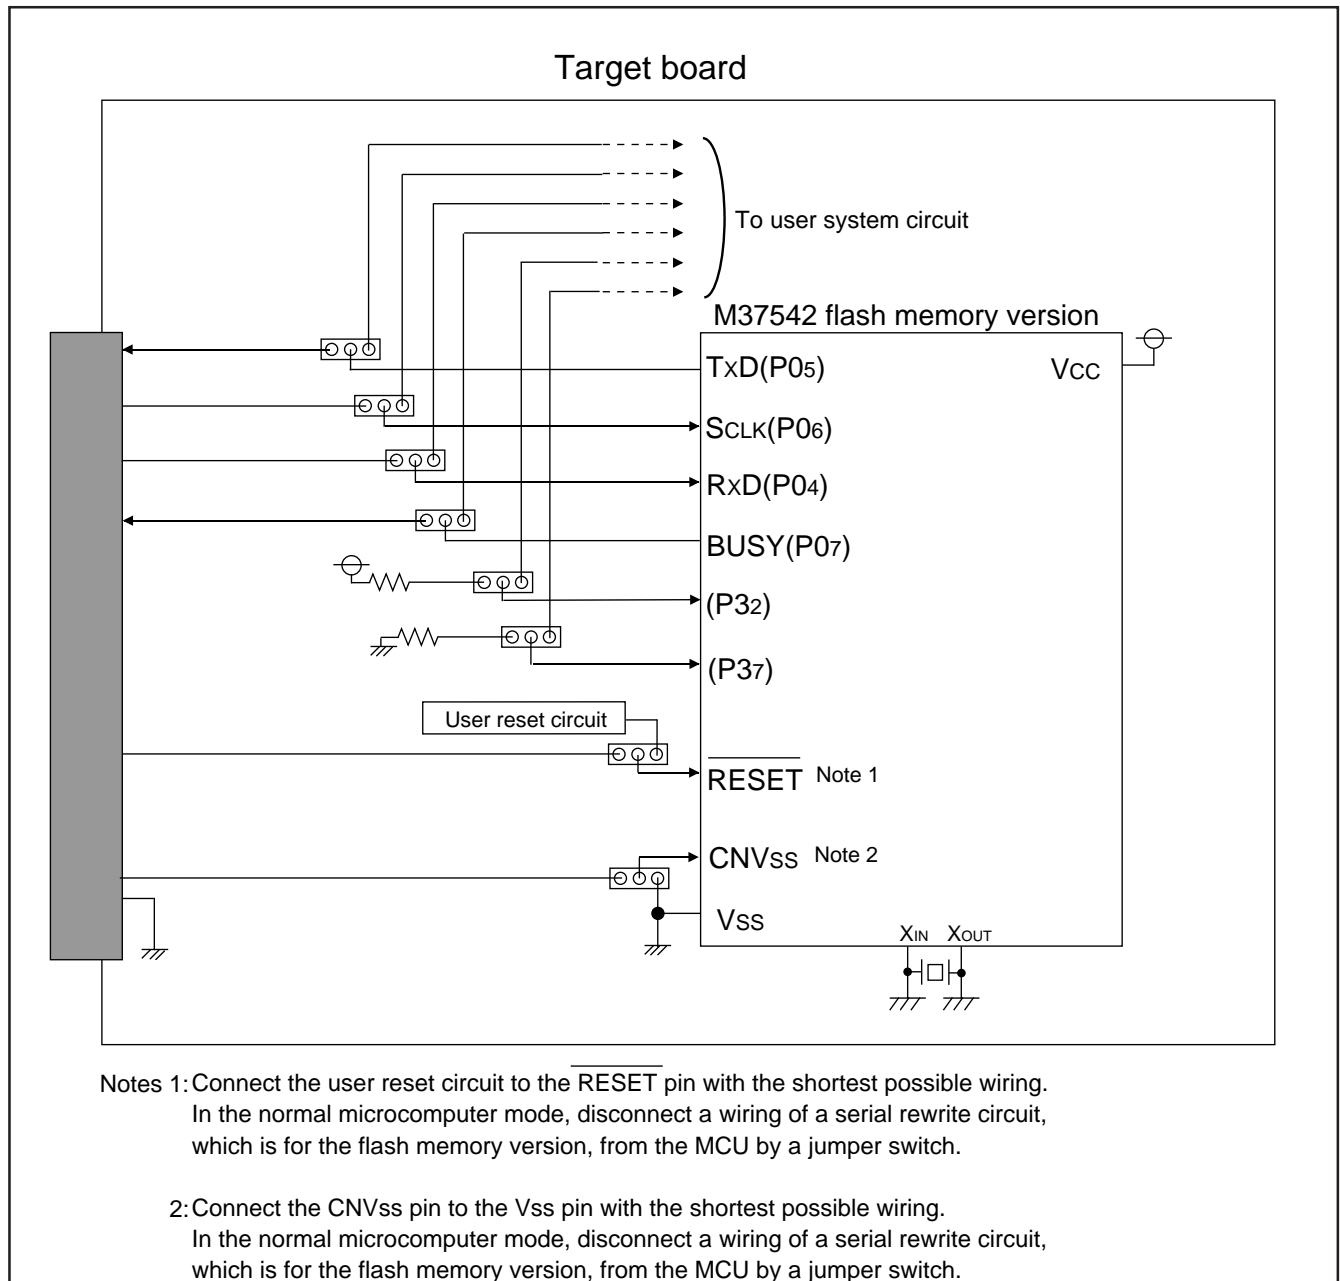 Target board
To user system circuit
M37542 flash memory version
TxD(P05)
VCC
SCLK(P06)
RxD(P04)
BUSY(P07)
(P32)
(P37)
User reset circuit
RESET Note 1
CNVss Note 2
Vss
XIN XOUT
Notes 1: Connect the user reset circuit to the RESET pin with the shortest possible wiring.
In the normal microcomputer mode, disconnect a wiring of a serial rewrite circuit,
which is for the flash memory version, from the MCU by a jumper switch.
2: Connect the CNVss pin to the Vss pin with the shortest possible wiring.
In the normal microcomputer mode, disconnect a wiring of a serial rewrite circuit,
which is for the flash memory version, from the MCU by a jumper switch.